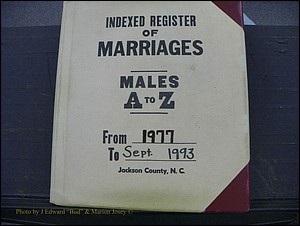 INDEXED REGISTER
OF
MARRIAGES
MALES
A TO Z
From 1977
To Sept. 1993
Jackson County, N. C.
Photo by J Edward "Bud" & Marion Josey ©